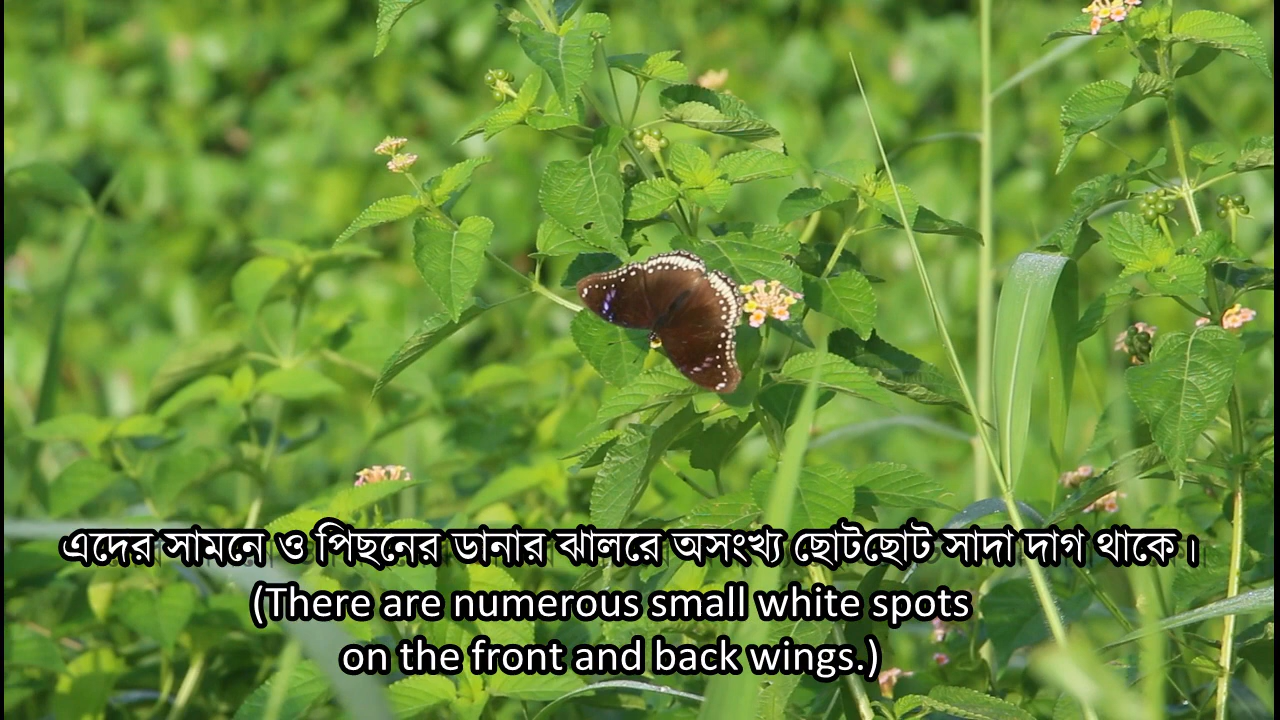 এদের সামনে ও পিছনের ডানার ঝালরে অসংখ্য ছোটছোট সাদা দাগ থাকে।
(There are numerous small white spots
on the front and back wings.)